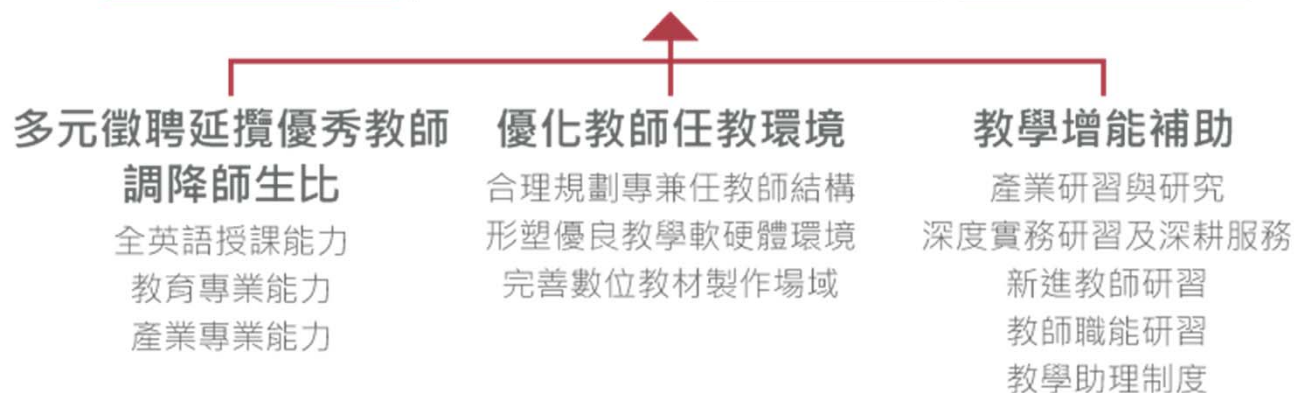 多元徵聘延攬優秀教師
調降師生比
全英語授課能力
教育專業能力
產業專業能力
優化教師任教環境
合理規劃專兼任教師結構
形塑優良教學軟硬體環境
完善數位教材製作場域
教學增能補助
產業研習與研究
深度實務研習及深耕服務
新進教師研習
教師職能研習
教學助理制度